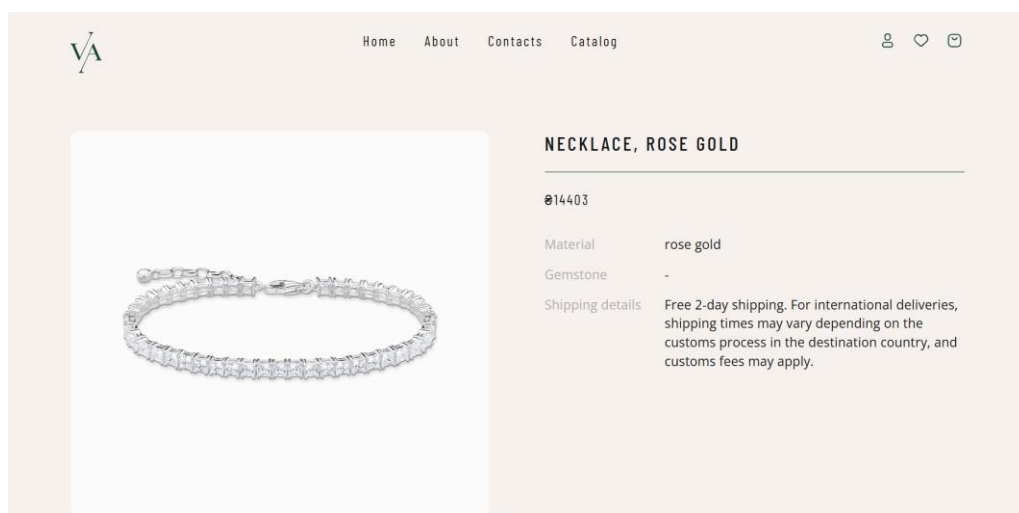 VA
Home About Contacts Catalog
NECKLACE, ROSE GOLD
₴14403
Material rose gold
Gemstone -
Shipping details Free 2-day shipping. For international deliveries,
shipping times may vary depending on the
customs process in the destination country, and
customs fees may apply.